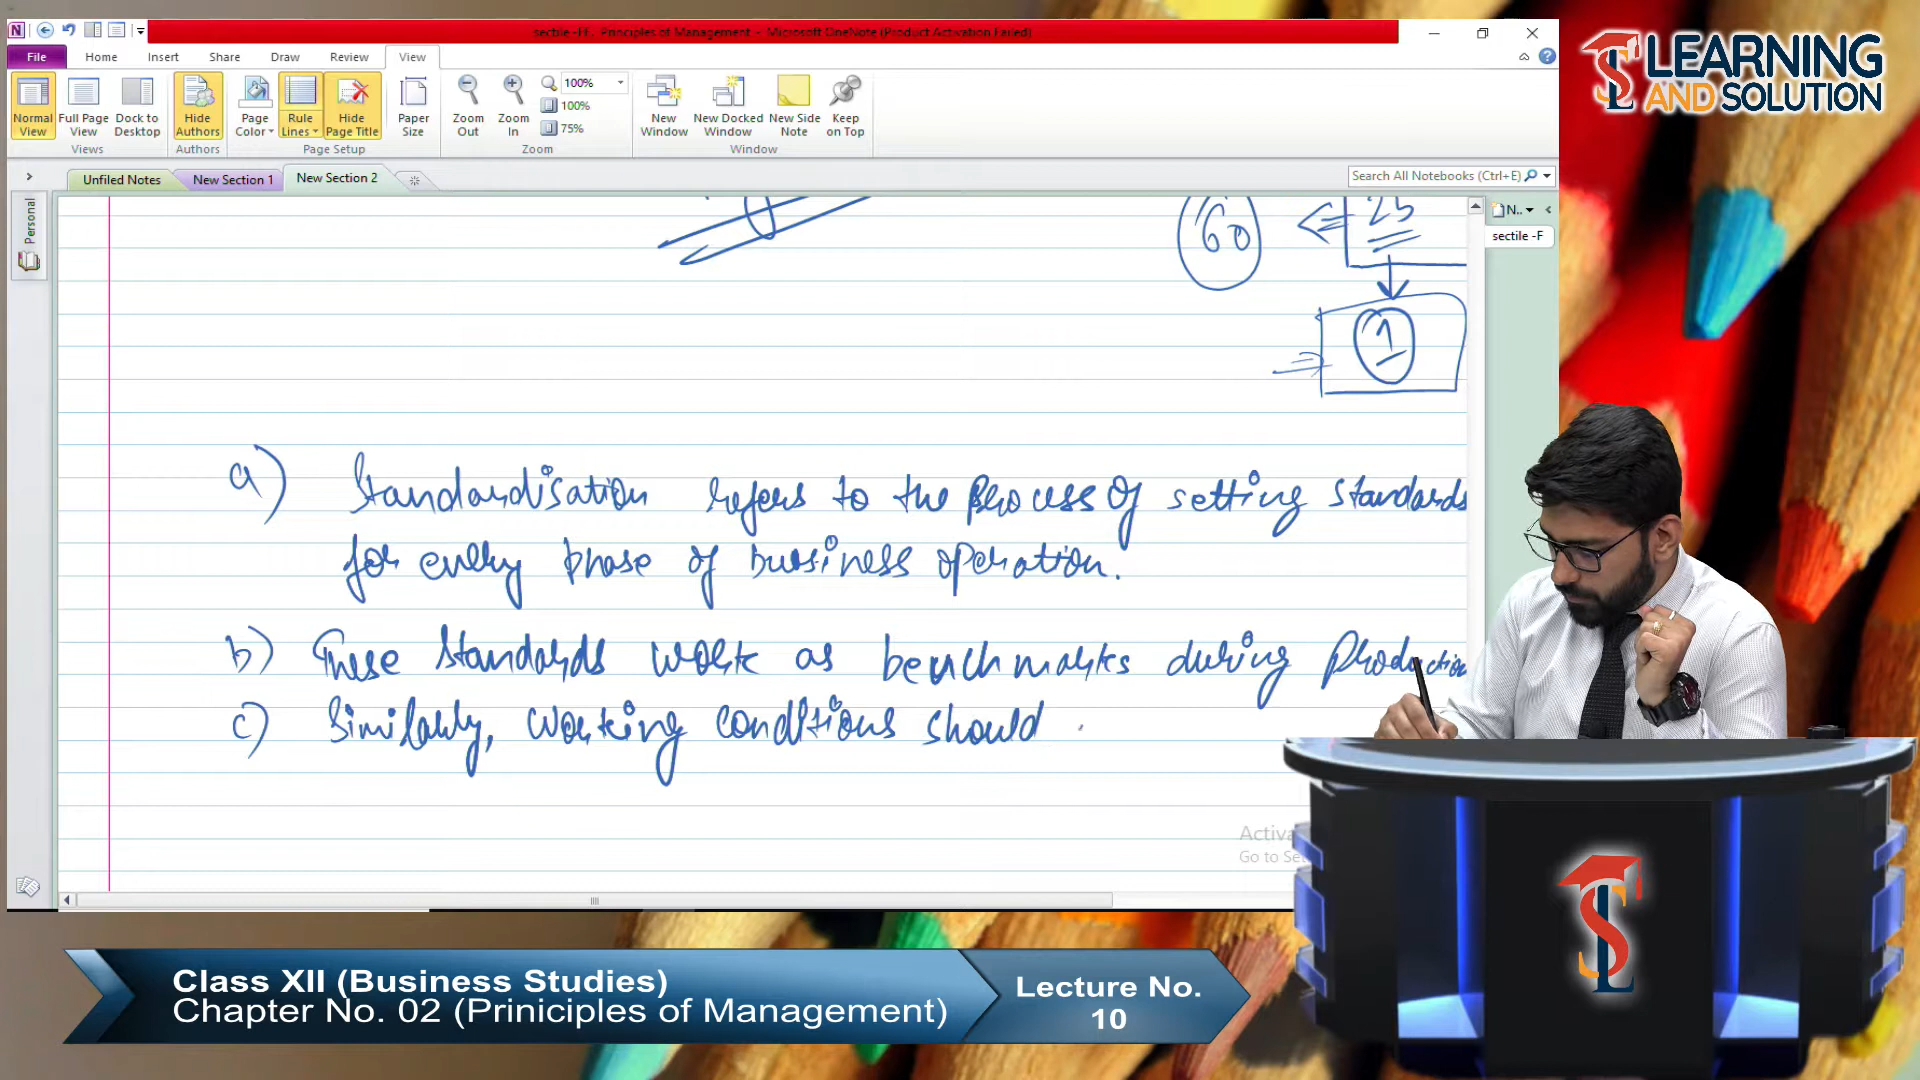 sectile -FF. Principles of Management - Microsoft OneNote (Product Activation Failed)
File Home Insert Share Draw Review View
Normal View
Full Page View
Dock to Desktop
Hide Authors
Page Color
Rule Lines
Hide Page Title
Paper Size
Zoom Out
Zoom In
100%
100%
75%
New Window
New Docked Window
New Side Note
Keep on Top
Views Authors Page Setup Zoom Window
Unfiled Notes New Section 1 New Section 2
Search All Notebooks (Ctrl+E)
Personal
N..
sectile -F
60
25
1
a) Standardisation refers to the process of setting standards
for every phase of bussiness operation.
b) These standards work as benchmarks during production
c) Similarly, working conditions should
Activa
Go to Se
LEARNING
AND SOLUTION
Class XII (Business Studies)
Chapter No. 02 (Priniciples of Management)
Lecture No.
10